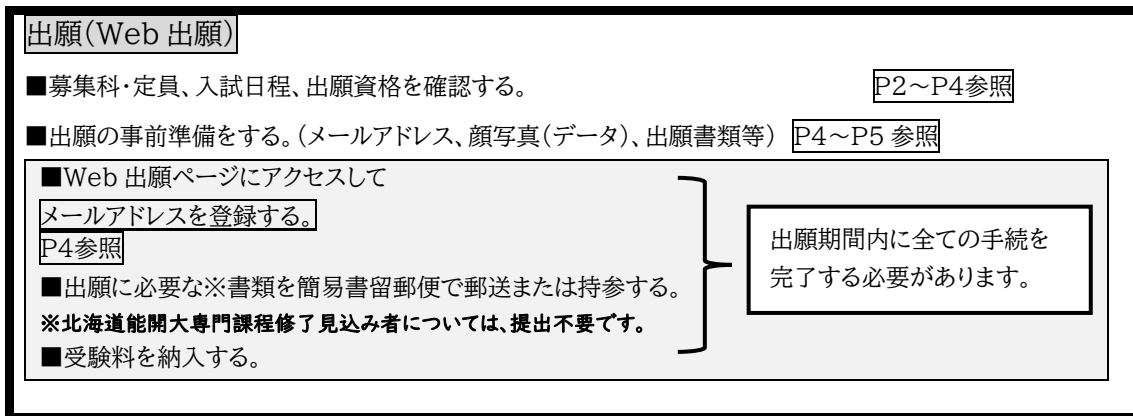 出願(Web 出願)
■募集科・定員、入試日程、出願資格を確認する。 P2～P4参照
■出願の事前準備をする。(メールアドレス、顔写真(データ)、出願書類等) P4～P5 参照
■Web 出願ページにアクセスして
メールアドレスを登録する。
P4参照
■出願に必要な※書類を簡易書留郵便で郵送または持参する。
※北海道能開大専門課程修了見込み者については、提出不要です。
■受験料を納入する。
出願期間内に全ての手続を
完了する必要があります。